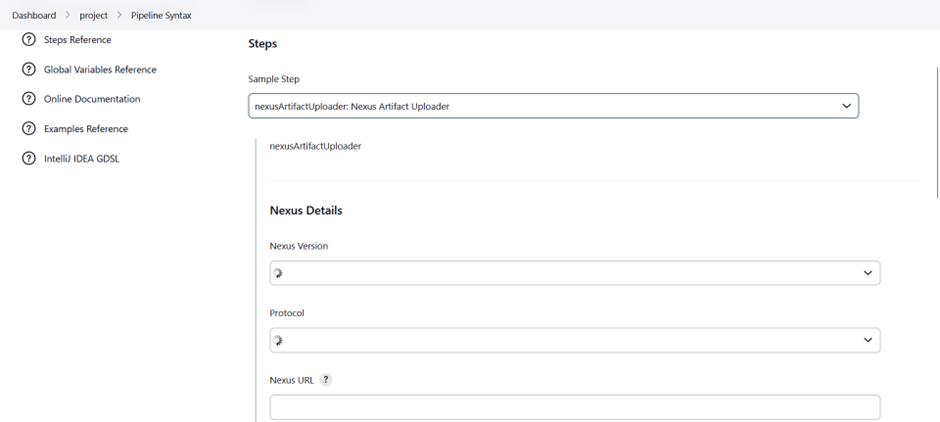 Dashboard > project > Pipeline Syntax
Steps Reference
Global Variables Reference
Online Documentation
Examples Reference
IntelliJ IDEA GDSL
Steps
Sample Step
nexusArtifactUploader: Nexus Artifact Uploader
nexusArtifactUploader
Nexus Details
Nexus Version
Protocol
Nexus URL ?